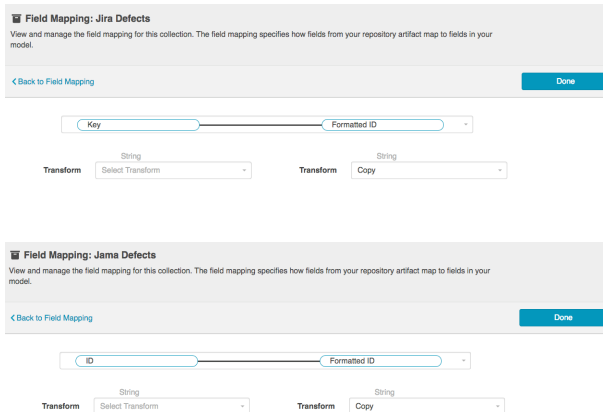 Field Mapping: Jira Defects
View and manage the field mapping for this collection. The field mapping specifies how fields from your repository artifact map to fields in your
model.
Back to Field Mapping Done
Key Formatted ID
String String
Transform Select Transform Transform Copy
Field Mapping: Jama Defects
View and manage the field mapping for this collection. The field mapping specifies how fields from your repository artifact map to fields in your
model.
Back to Field Mapping Done
ID Formatted ID
String String
Transform Select Transform Transform Copy